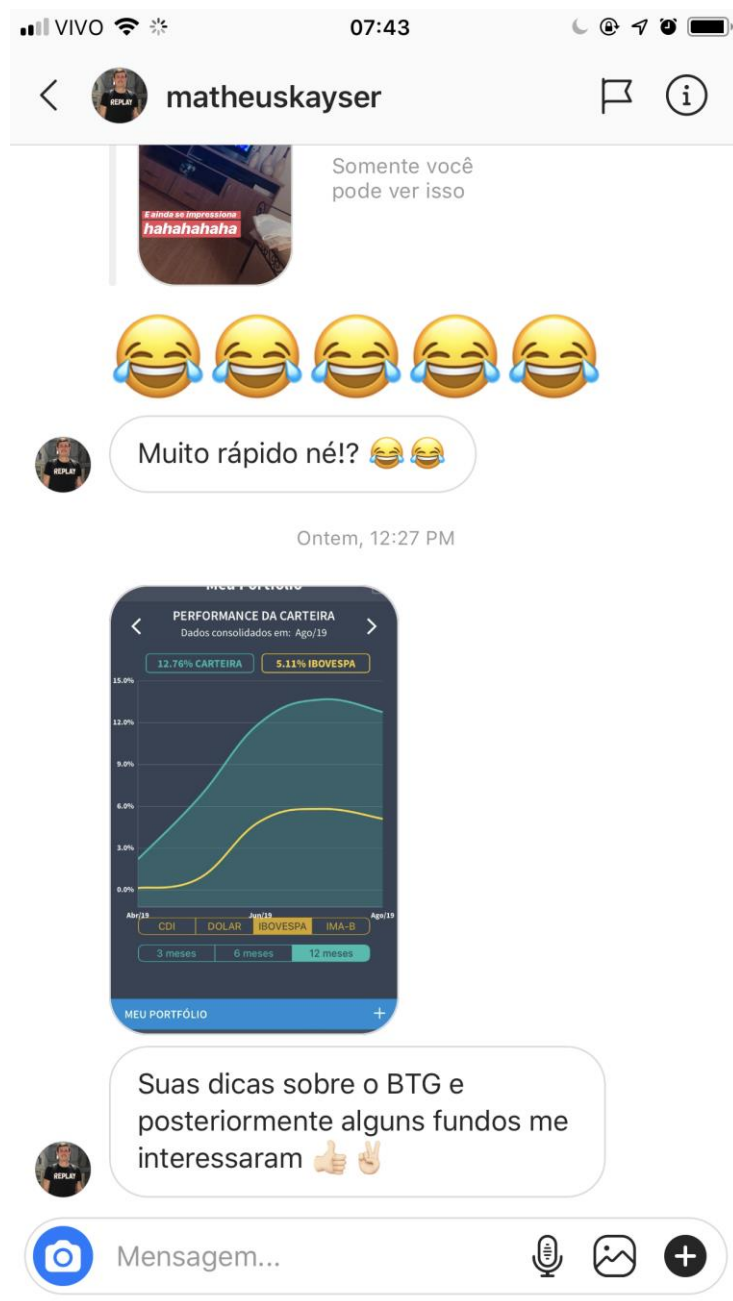 VIVO
07:43
matheuskayser
Somente você
pode ver isso
E ainda se impressiona
hahahahaha
Muito rápido né!? 😂😂
Ontem, 12:27 PM
Meu Portfólio
PERFORMANCE DA CARTEIRA
Dados consolidados em: Ago/19
12.76% CARTEIRA
5.11% IBOVESPA
15.0%
12.0%
9.0%
6.0%
3.0%
0.0%
Abr/19
Jun/19
Ago/19
CDI
DOLAR
IBOVESPA
IMA-B
3 meses
6 meses
12 meses
MEU PORTFÓLIO
Suas dicas sobre o BTG e
posteriormente alguns fundos me
interessaram 👍🏻✌🏻
Mensagem...